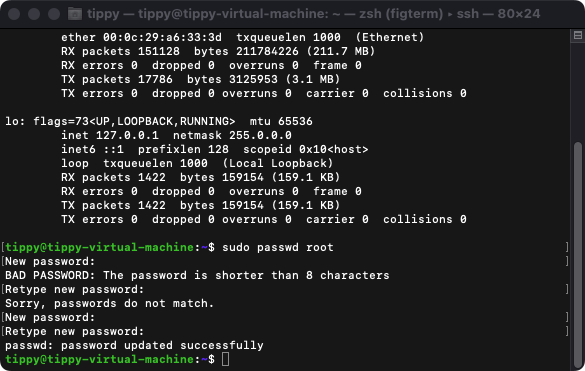 tippy — tippy@tippy-virtual-machine: ~ — zsh (figterm) ▸ ssh — 80×24
ether 00:0c:29:a6:33:3d  txqueuelen 1000  (Ethernet)
RX packets 151128  bytes 211784226 (211.7 MB)
RX errors 0  dropped 0  overruns 0  frame 0
TX packets 17786  bytes 3125953 (3.1 MB)
TX errors 0  dropped 0 overruns 0  carrier 0  collisions 0
lo: flags=73<UP,LOOPBACK,RUNNING>  mtu 65536
inet 127.0.0.1  netmask 255.0.0.0
inet6 ::1  prefixlen 128  scopeid 0x10<host>
loop  txqueuelen 1000  (Local Loopback)
RX packets 1422  bytes 159154 (159.1 KB)
RX errors 0  dropped 0  overruns 0  frame 0
TX packets 1422  bytes 159154 (159.1 KB)
TX errors 0  dropped 0 overruns 0  carrier 0  collisions 0
[tippy@tippy-virtual-machine:~$ sudo passwd root ]
[New password: ]
BAD PASSWORD: The password is shorter than 8 characters
[Retype new password: ]
Sorry, passwords do not match.
[New password: ]
[Retype new password: ]
passwd: password updated successfully
tippy@tippy-virtual-machine:~$